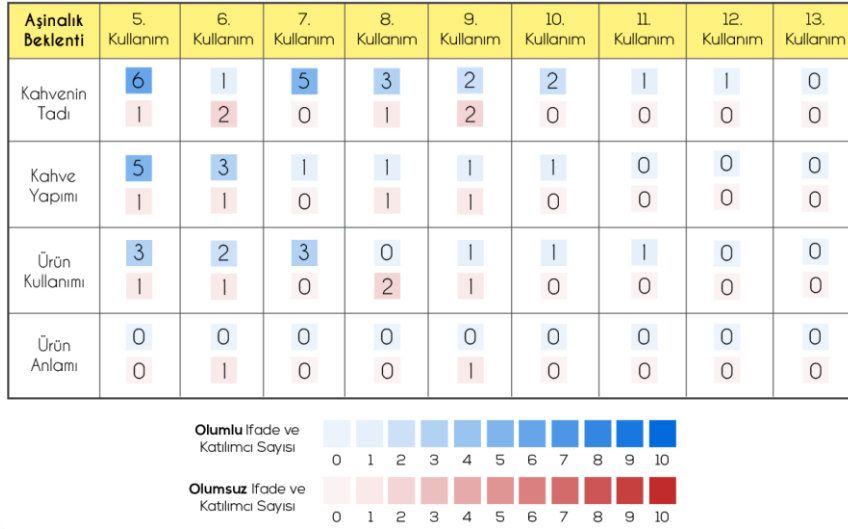 Aşinalık Beklenti 5. Kullanım 6. Kullanım 7. Kullanım 8. Kullanım 9. Kullanım 10. Kullanım 11. Kullanım 12. Kullanım 13. Kullanım
Kahvenin Tadı
6 1 5 3 2 2 1 1 0
1 2 0 1 2 0 0 0 0
Kahve Yapımı
5 3 1 1 1 1 0 0 0
1 1 0 1 1 0 0 0 0
Ürün Kullanımı
3 2 3 0 1 1 1 0 0
1 1 0 2 1 0 0 0 0
Ürün Anlamı
0 0 0 0 0 0 0 0 0
0 1 0 0 1 0 0 0 0
Olumlu Ifade ve
Katılımcı Sayısı
0 1 2 3 4 5 6 7 8 9 10
Olumsuz Ifade ve
Katılımcı Sayısı
0 1 2 3 4 5 6 7 8 9 10